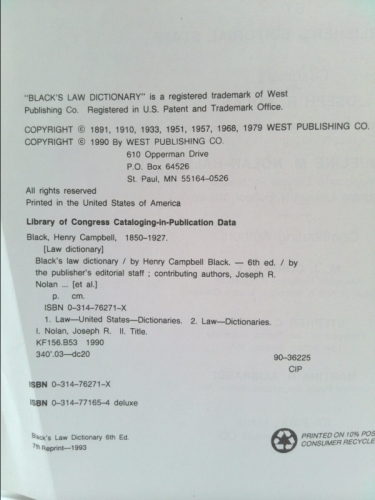 "BLACK'S LAW DICTIONARY" is a registered trademark of West
Publishing Co. Registered in U.S. Patent and Trademark Office.
COPYRIGHT © 1891, 1910, 1933, 1951, 1957, 1968, 1979 WEST PUBLISHING CO.
COPYRIGHT © 1990 By WEST PUBLISHING CO.
610 Opperman Drive
P.O. Box 64526
St. Paul, MN 55164–0526
All rights reserved
Printed in the United States of America
Library of Congress Cataloging-in-Publication Data
Black, Henry Campbell, 1850–1927.
[Law dictionary]
Black's law dictionary / by Henry Campbell Black. — 6th ed. / by
the publisher's editorial staff ; contributing authors, Joseph R.
Nolan ... [et al.]
p. cm.
ISBN 0–314–76271–X
1. Law—United States—Dictionaries. 2. Law—Dictionaries.
I. Nolan, Joseph R. II. Title.
KF156.B53 1990
340'.03—dc20
90–36225
CIP
ISBN 0–314–76271–X
ISBN 0–314–77165–4 deluxe
Black's Law Dictionary 6th Ed.
7th Reprint—1993
PRINTED ON 10% POS
CONSUMER RECYCLE